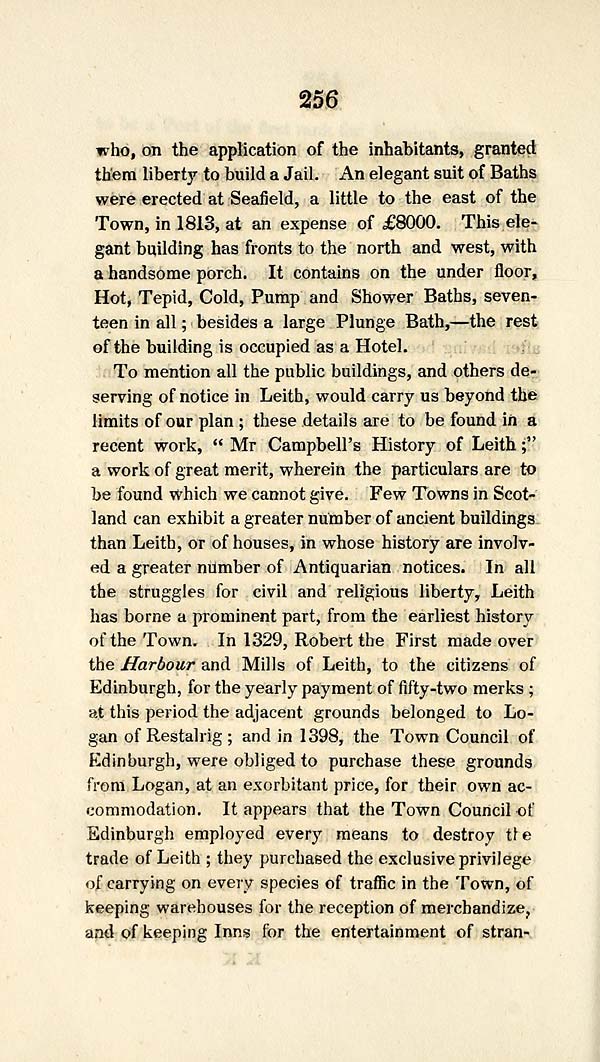 256
who, on the application of the inhabitants, granted
them liberty to build a Jail. An elegant suit of Baths
were erected at Seafield, a little to the east of the
Town, in 1813, at an expense of £8000. This ele-
gant building has fronts to the north and west, with
a handsome porch. It contains on the under floor,
Hot, Tepid, Cold, Pump and Shower Baths, seven-
teen in all; besides a large Plunge Bath,—the rest
of the building is occupied as a Hotel.
To mention all the public buildings, and others de-
serving of notice in Leith, would carry us beyond the
limits of our plan; these details are to be found in a
recent work, “ Mr Campbell's History of Leith;”
a work of great merit, wherein the particulars are to
be found which we cannot give. Few Towns in Scot-
land can exhibit a greater number of ancient buildings
than Leith, or of houses, in whose history are involv-
ed a greater number of Antiquarian notices. In all
the struggles for civil and religious liberty, Leith
has borne a prominent part, from the earliest history
of the Town. In 1329, Robert the First made over
the Harbour and Mills of Leith, to the citizens of
Edinburgh, for the yearly payment of fifty-two merks;
at this period the adjacent grounds belonged to Lo-
gan of Restalrig; and in 1398, the Town Council of
Edinburgh, were obliged to purchase these grounds
from Logan, at an exorbitant price, for their own ac-
commodation. It appears that the Town Council of
Edinburgh employed every means to destroy the
trade of Leith; they purchased the exclusive privilege
of carrying on every species of traffic in the Town, of
keeping warehouses for the reception of merchandize,
and of keeping Inns for the entertainment of stran-